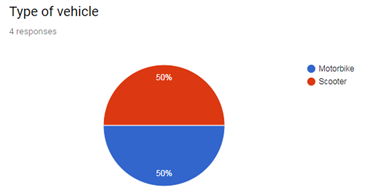 Type of vehicle
4 responses
50%
50%
Motorbike
Scooter